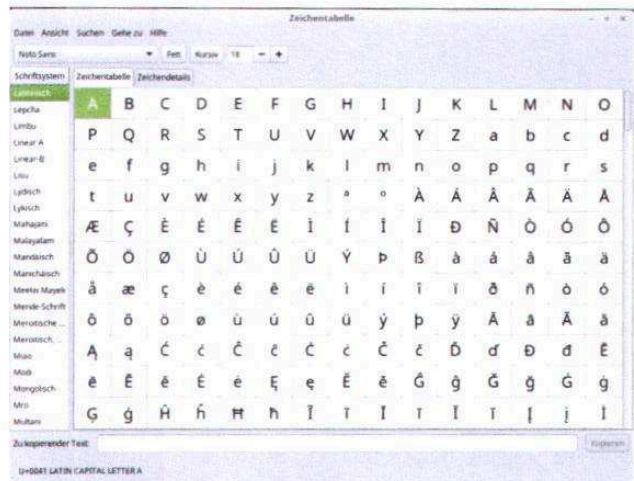 Zeichentabelle
Datei Ansicht Suchen Gehe zu Hilfe
Noto Sans Fett Kursiv 18 − +
Schriftsystem
Lateinisch
Lepcha
Limbu
Linear A
Linear-B
Lisu
Lydisch
Lykisch
Mahajani
Malayalam
Mandäisch
Manichäisch
Meetei Mayek
Mende-Schrift
Meroitische ...
Meroitisch, ...
Miao
Modi
Mongolisch
Mro
Multani
Zeichentabelle Zeichendetails
A B C D E F G H I J K L M N O
P Q R S T U V W X Y Z a b c d
e f g h i j k l m n o p q r s
t u v w x y z ª º À Á Â Ã Ä Å
Æ Ç È É Ê Ë Ì Í Î Ï Ð Ñ Ò Ó Ô
Õ Ö Ø Ù Ú Û Ü Ý Þ ß à á â ã ä
å æ ç è é ê ë ì í î ï ð ñ ò ó
ô õ ö ø ù ú û ü ý þ ÿ Ā ā Ă ă
Ą ą Ć ć Ĉ ĉ Ċ ċ Č č Ď ď Đ đ Ē
ē Ĕ ĕ Ė ė Ę ę Ě ě Ĝ ĝ Ğ ğ Ġ ġ
Ģ ģ Ĥ ĥ Ħ ħ Ĩ ĩ Ī ī Ĭ ĭ Į į İ
Zu kopierender Text: Kopieren
U+0041 LATIN CAPITAL LETTER A